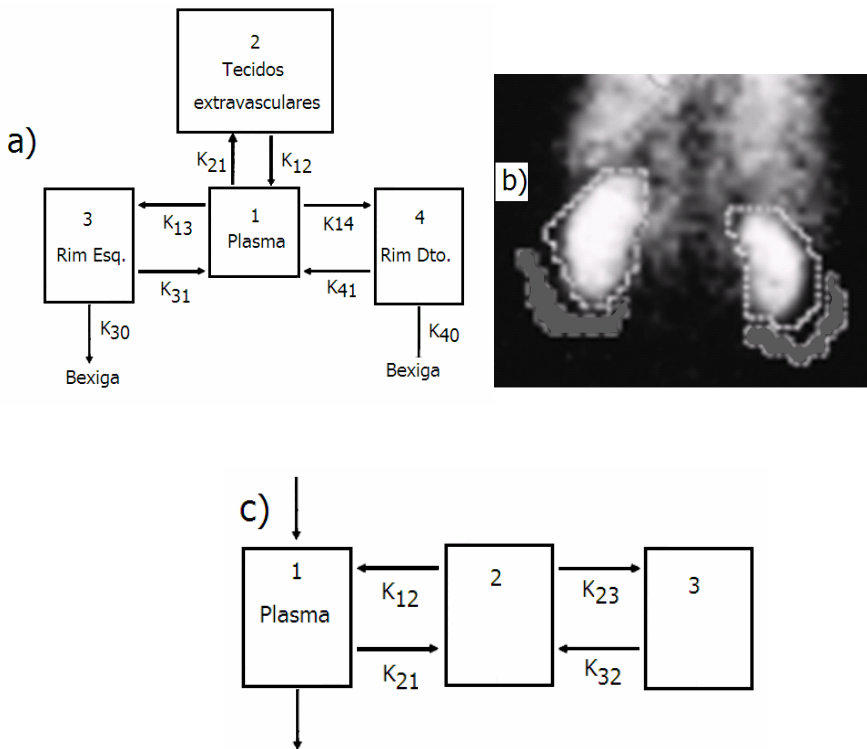 a)
2
Tecidos
extravasculares
K21
K12
3
Rim Esq.
K13
K31
1
Plasma
K14
K41
4
Rim Dto.
K30
Bexiga
K40
Bexiga
b)
c)
1
Plasma
K12
K21
2
K23
K32
3